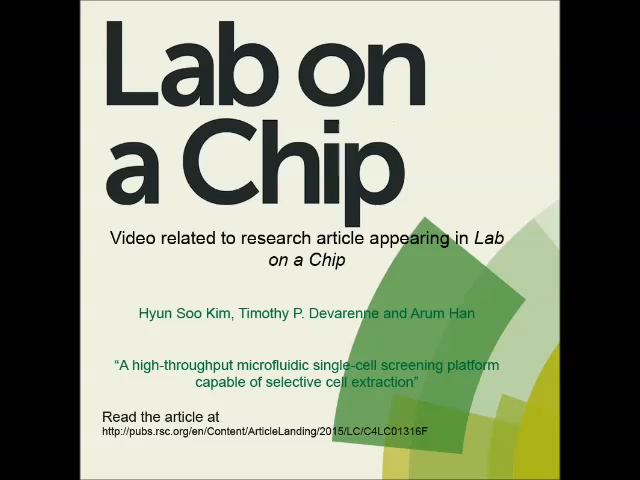 Lab on
a Chip
Video related to research article appearing in Lab
on a Chip
Hyun Soo Kim, Timothy P. Devarenne and Arum Han
“A high-throughput microfluidic single-cell screening platform
capable of selective cell extraction”
Read the article at
http://pubs.rsc.org/en/Content/ArticleLanding/2015/LC/C4LC01316F